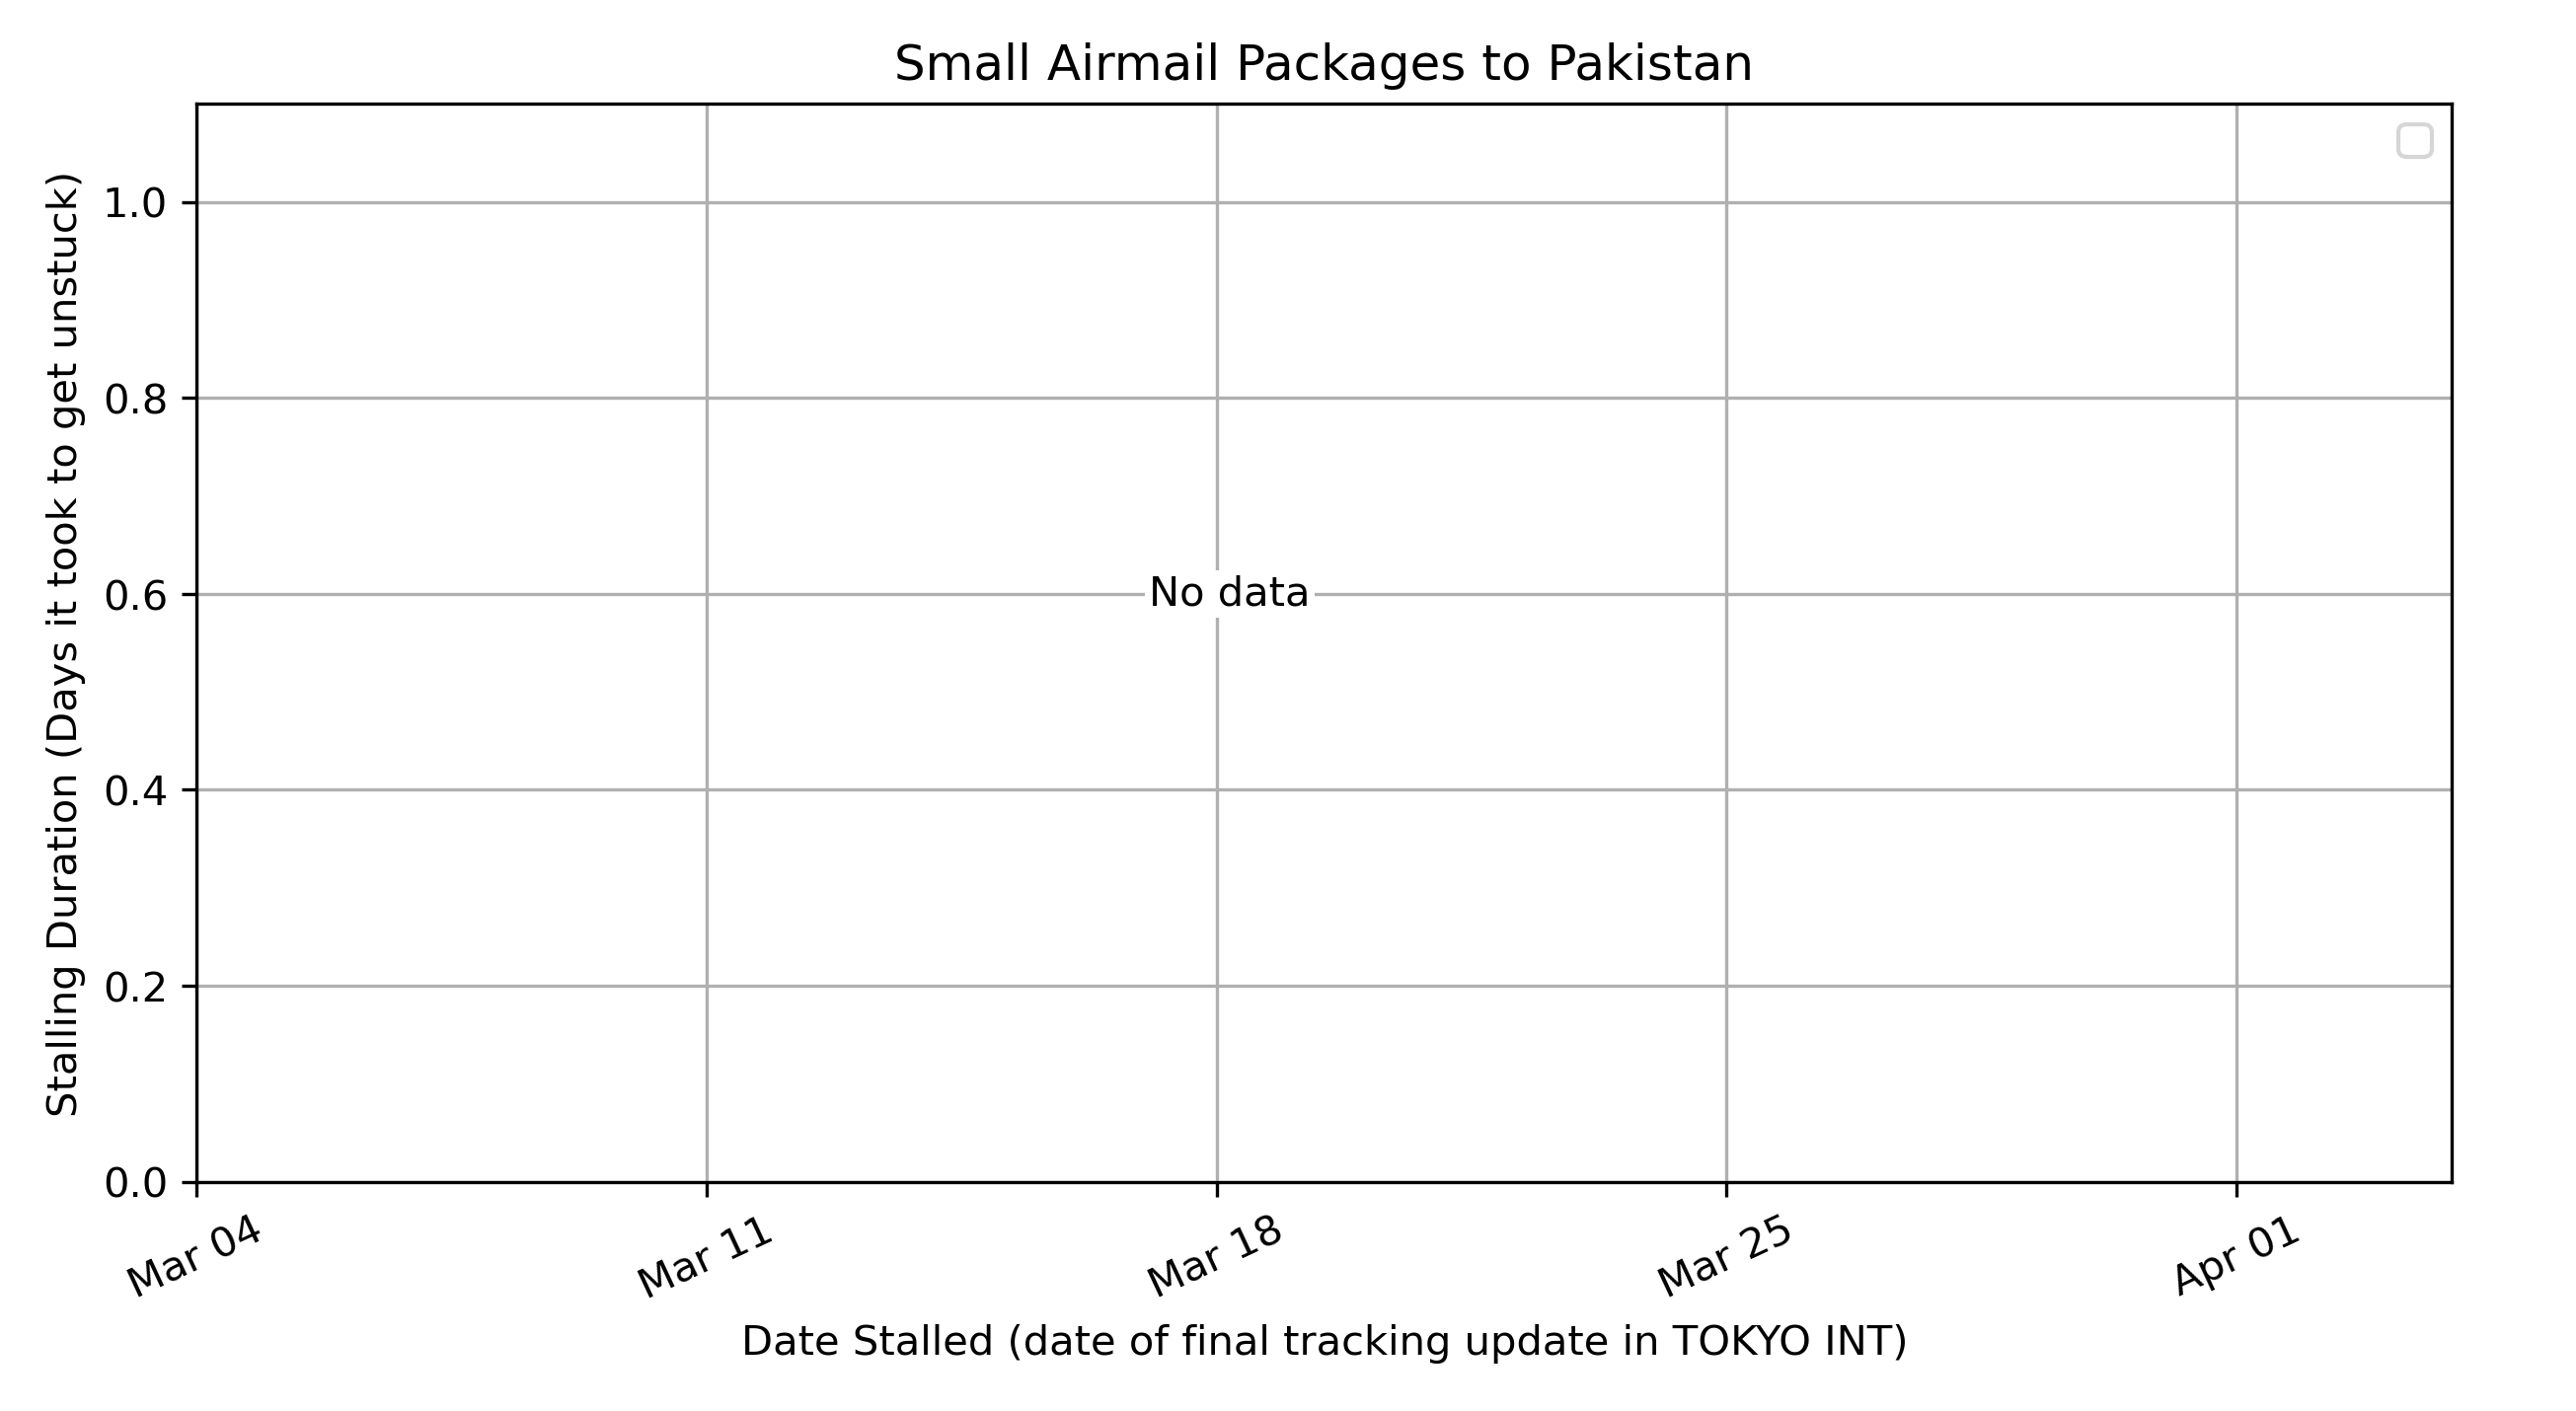 Small Airmail Packages to Pakistan
Stalling Duration (Days it took to get unstuck)
1.0
0.8
0.6
0.4
0.2
0.0
No data
Mar 04
Mar 11
Mar 18
Mar 25
Apr 01
Date Stalled (date of final tracking update in TOKYO INT)